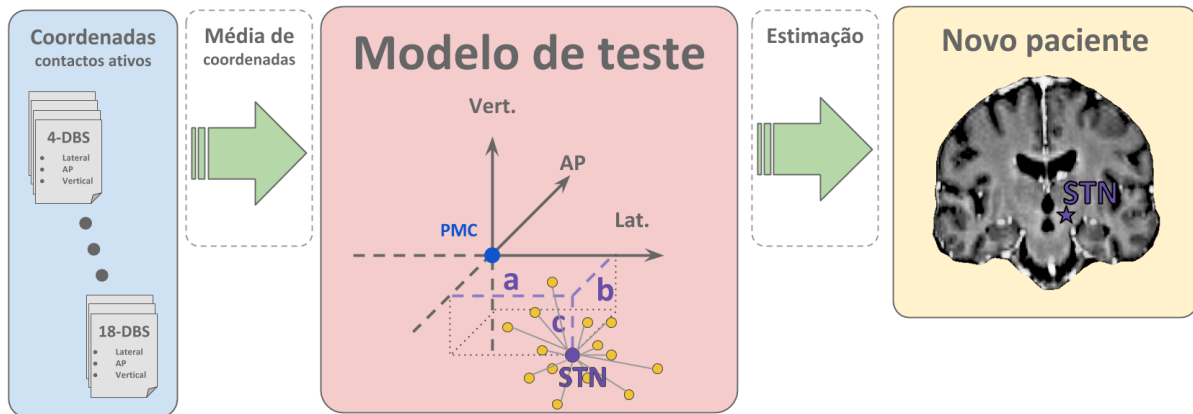 Coordenadas
contactos ativos
4-DBS
● Lateral
● AP
● Vertical
18-DBS
● Lateral
● AP
● Vertical
Média de
coordenadas
Modelo de teste
Vert.
AP
PMC
Lat.
a
b
c
STN
Estimação
Novo paciente
STN